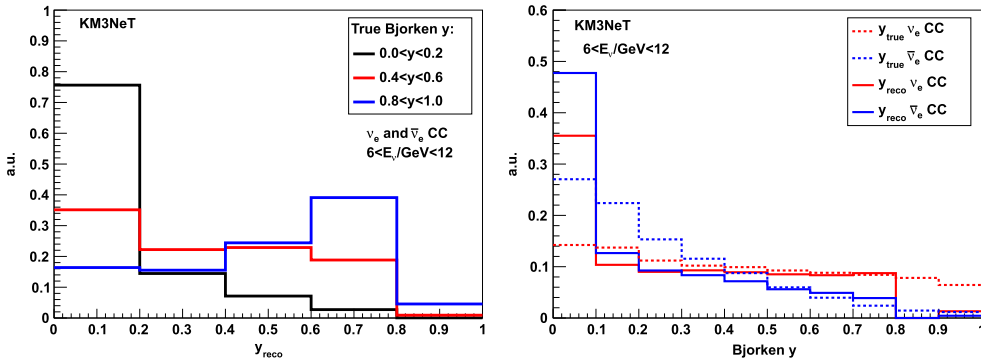 KM3NeT
True Bjorken y:
0.0<y<0.2
0.4<y<0.6
0.8<y<1.0
νe and ν̅e CC
6<Eν/GeV<12
a.u.
1
0.9
0.8
0.7
0.6
0.5
0.4
0.3
0.2
0.1
0
0 0.1 0.2 0.3 0.4 0.5 0.6 0.7 0.8 0.9 1
yreco
KM3NeT
6<Eν/GeV<12
ytrue νe CC
ytrue ν̅e CC
yreco νe CC
yreco ν̅e CC
a.u.
0.6
0.5
0.4
0.3
0.2
0.1
0.0
0 0.1 0.2 0.3 0.4 0.5 0.6 0.7 0.8 0.9 1
Bjorken y